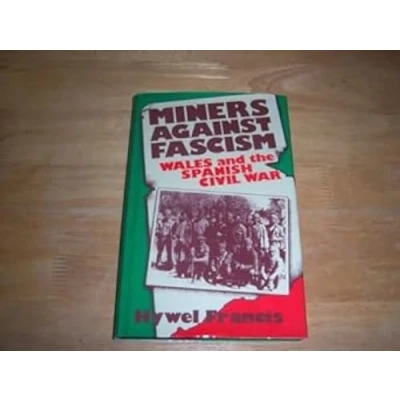 MINERS
AGAINST
FASCISM
WALES and the
SPANISH
CIVIL WAR
Hywel Francis